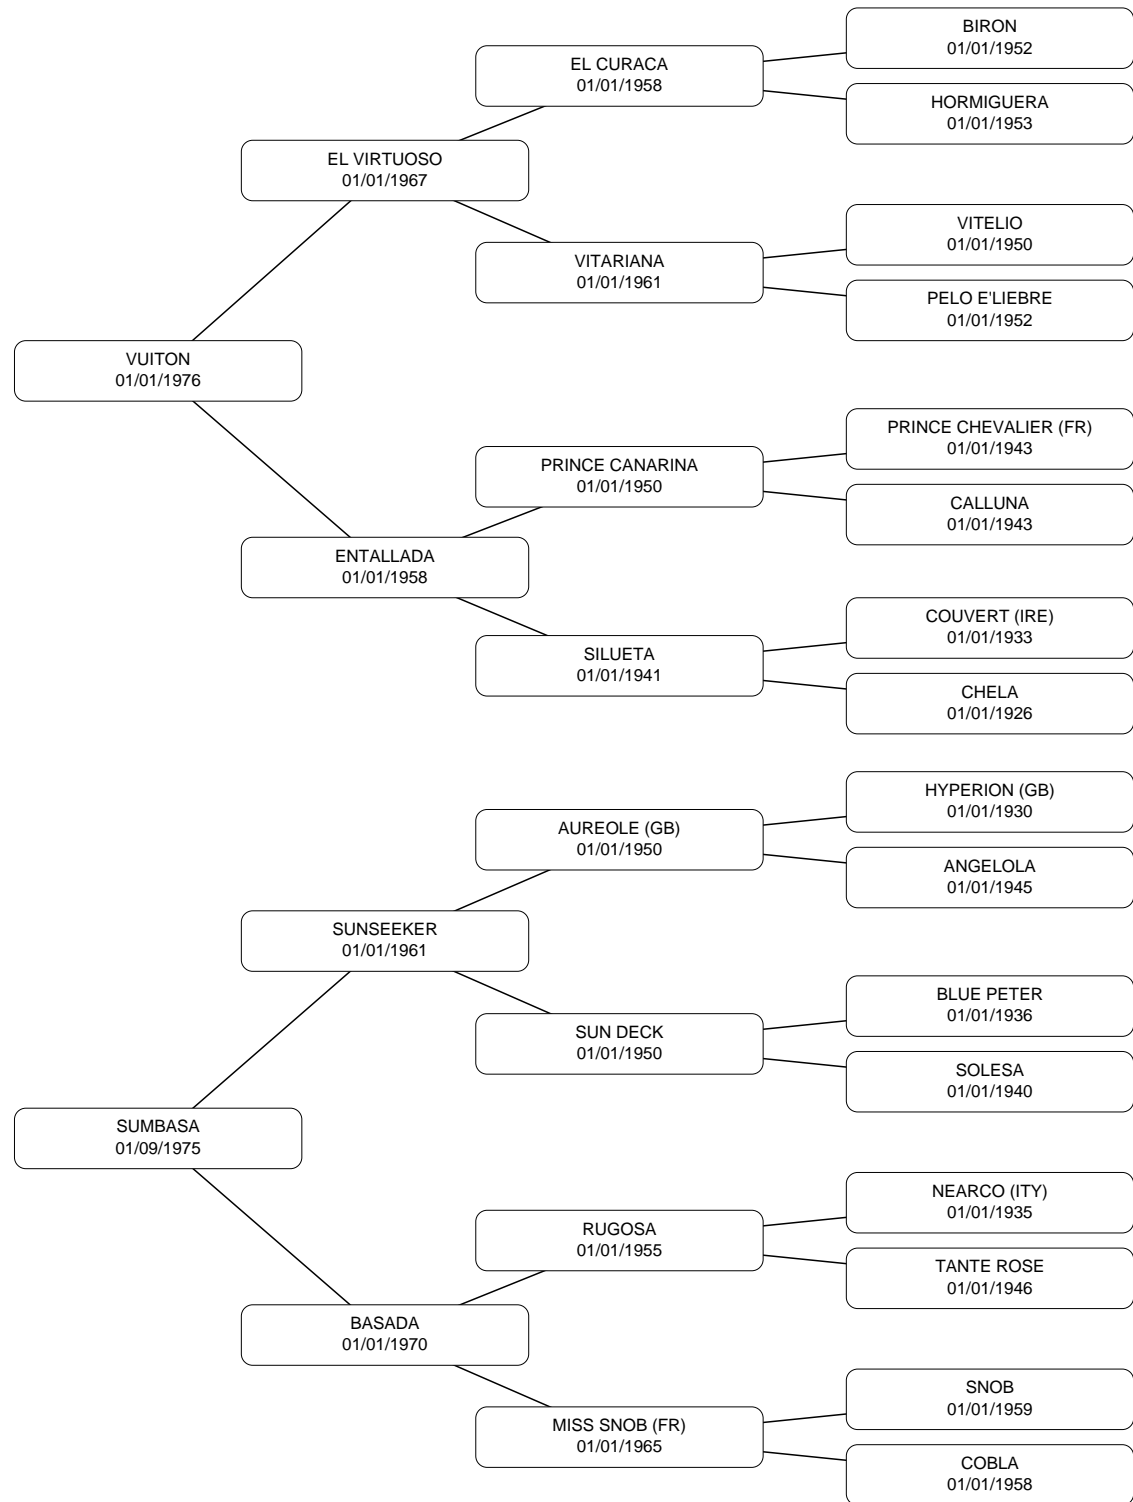 BIRON
01/01/1952
EL CURACA
01/01/1958
HORMIGUERA
01/01/1953
EL VIRTUOSO
01/01/1967
VITELIO
01/01/1950
VITARIANA
01/01/1961
PELO E'LIEBRE
01/01/1952
VUITON
01/01/1976
PRINCE CHEVALIER (FR)
01/01/1943
PRINCE CANARINA
01/01/1950
CALLUNA
01/01/1943
ENTALLADA
01/01/1958
COUVERT (IRE)
01/01/1933
SILUETA
01/01/1941
CHELA
01/01/1926
HYPERION (GB)
01/01/1930
AUREOLE (GB)
01/01/1950
ANGELOLA
01/01/1945
SUNSEEKER
01/01/1961
BLUE PETER
01/01/1936
SUN DECK
01/01/1950
SOLESA
01/01/1940
SUMBASA
01/09/1975
NEARCO (ITY)
01/01/1935
RUGOSA
01/01/1955
TANTE ROSE
01/01/1946
BASADA
01/01/1970
SNOB
01/01/1959
MISS SNOB (FR)
01/01/1965
COBLA
01/01/1958